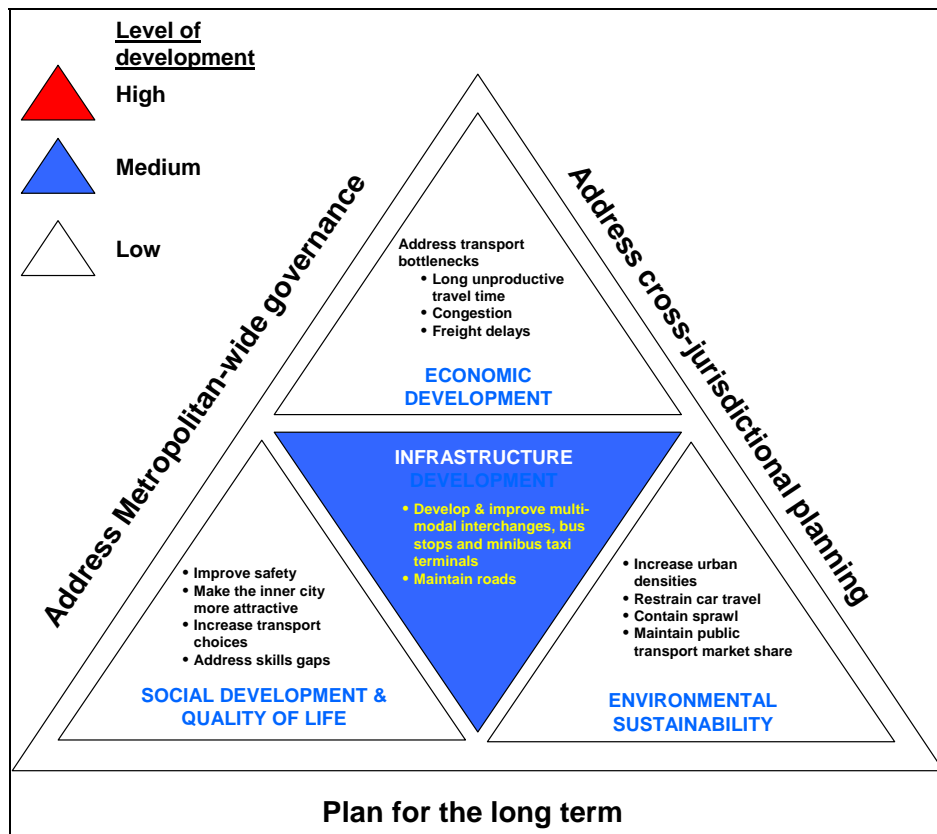 Level of
development
High
Medium
Low
Address Metropolitan-wide governance
Address cross-jurisdictional planning
Address transport
bottlenecks
• Long unproductive
travel time
• Congestion
• Freight delays
ECONOMIC
DEVELOPMENT
INFRASTRUCTURE
DEVELOPMENT
• Develop & improve multi-
modal interchanges, bus
stops and minibus taxi
terminals
• Maintain roads
• Improve safety
• Make the inner city
more attractive
• Increase transport
choices
• Address skills gaps
SOCIAL DEVELOPMENT &
QUALITY OF LIFE
• Increase urban
densities
• Restrain car travel
• Contain sprawl
• Maintain public
transport market share
ENVIRONMENTAL
SUSTAINABILITY
Plan for the long term